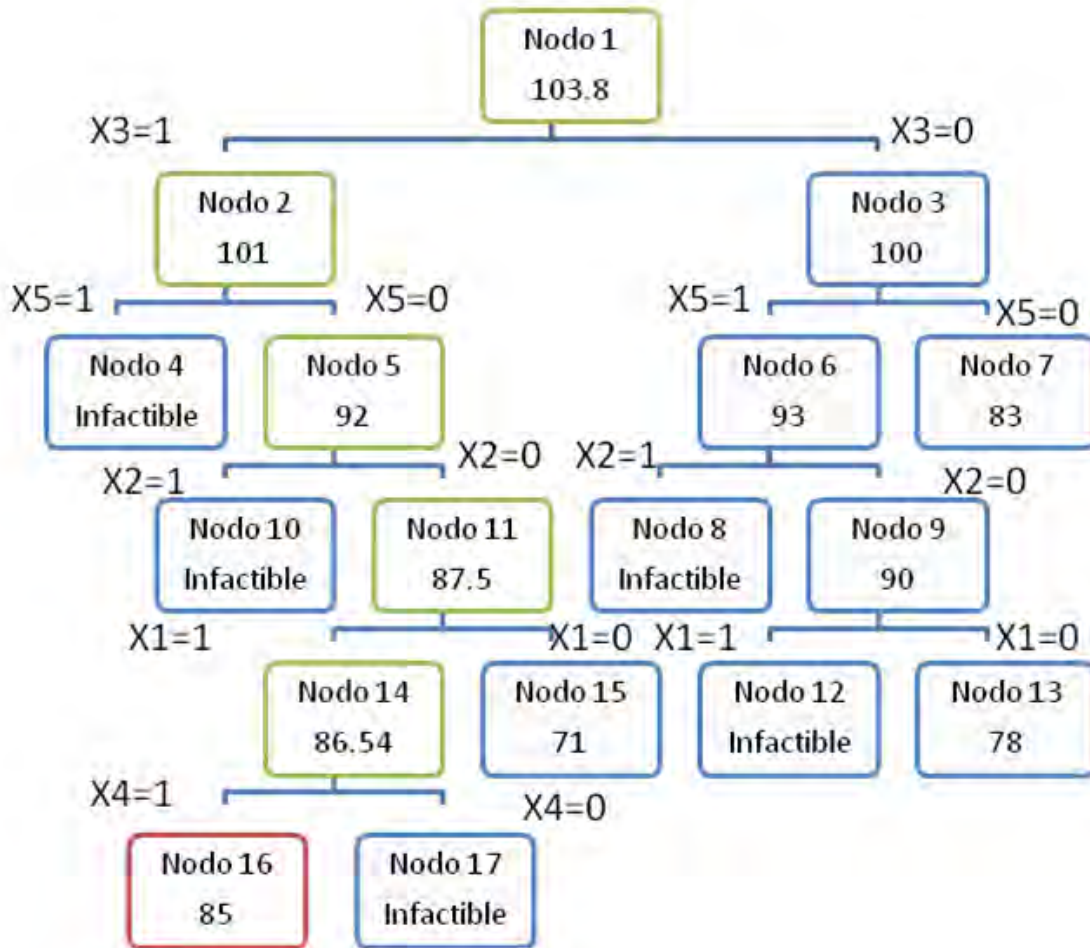 Nodo 1
103.8
X3=1
X3=0
Nodo 2
101
Nodo 3
100
X5=1
X5=0
X5=1
X5=0
Nodo 4
Infactible
Nodo 5
92
Nodo 6
93
Nodo 7
83
X2=1
X2=0
X2=1
X2=0
Nodo 10
Infactible
Nodo 11
87.5
Nodo 8
Infactible
Nodo 9
90
X1=1
X1=0
X1=1
X1=0
Nodo 14
86.54
Nodo 15
71
Nodo 12
Infactible
Nodo 13
78
X4=1
X4=0
Nodo 16
85
Nodo 17
Infactible